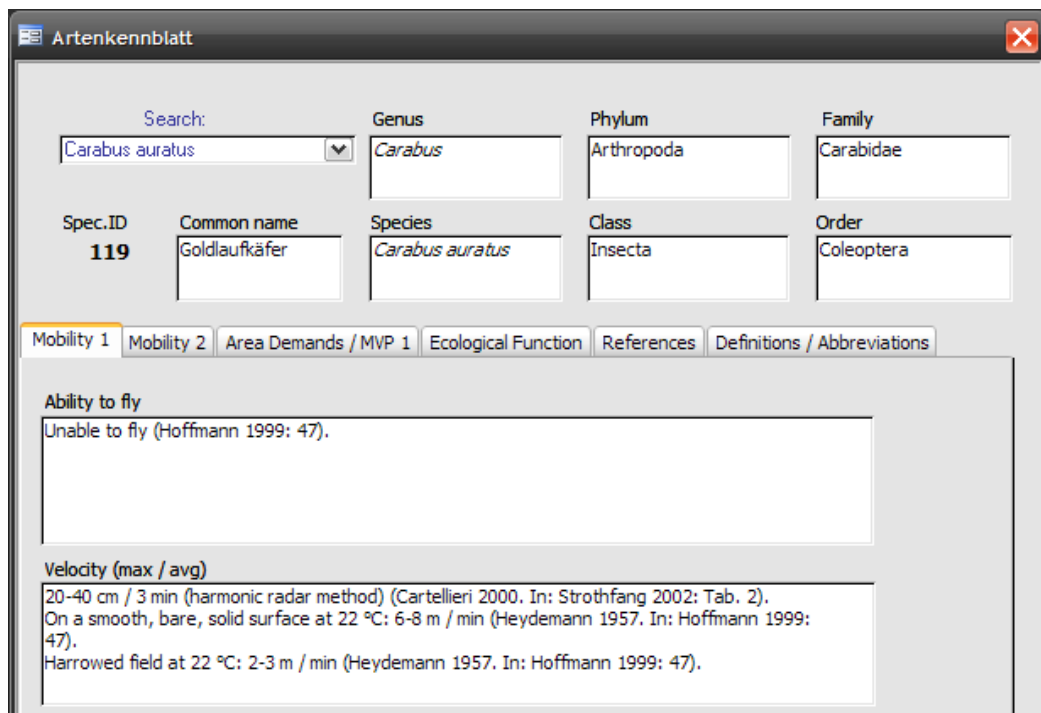 Artenkennblatt
Search: Genus Phylum Family
Carabus auratus Carabus Arthropoda Carabidae
Spec.ID Common name Species Class Order
119 Goldlaufkäfer Carabus auratus Insecta Coleoptera
Mobility 1 Mobility 2 Area Demands / MVP 1 Ecological Function References Definitions / Abbreviations
Ability to fly
Unable to fly (Hoffmann 1999: 47).
Velocity (max / avg)
20-40 cm / 3 min (harmonic radar method) (Cartellieri 2000. In: Strothfang 2002: Tab. 2).
On a smooth, bare, solid surface at 22 ºC: 6-8 m / min (Heydemann 1957. In: Hoffmann 1999:
47).
Harrowed field at 22 ºC: 2-3 m / min (Heydemann 1957. In: Hoffmann 1999: 47).